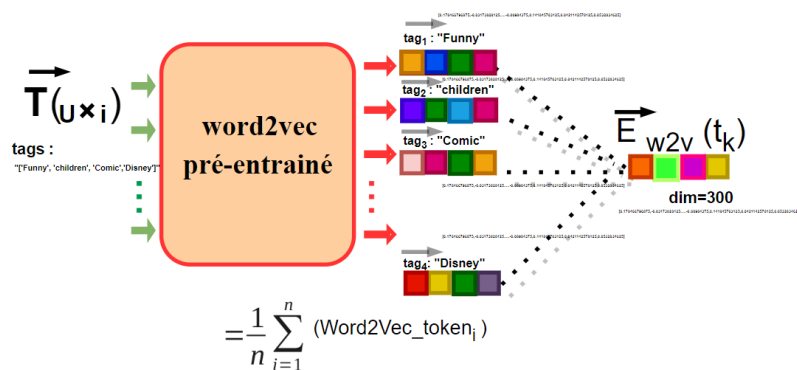 T(U×i)
tags :
"['Funny', 'children', 'Comic','Disney']"
word2vec
pré-entrainé
tag1 : "Funny"
tag2 : "children"
tag3 : "Comic"
tag4: "Disney"
E w2v (tk)
dim=300
= 1/n ∑ i=1 n (Word2Vec_tokeni)